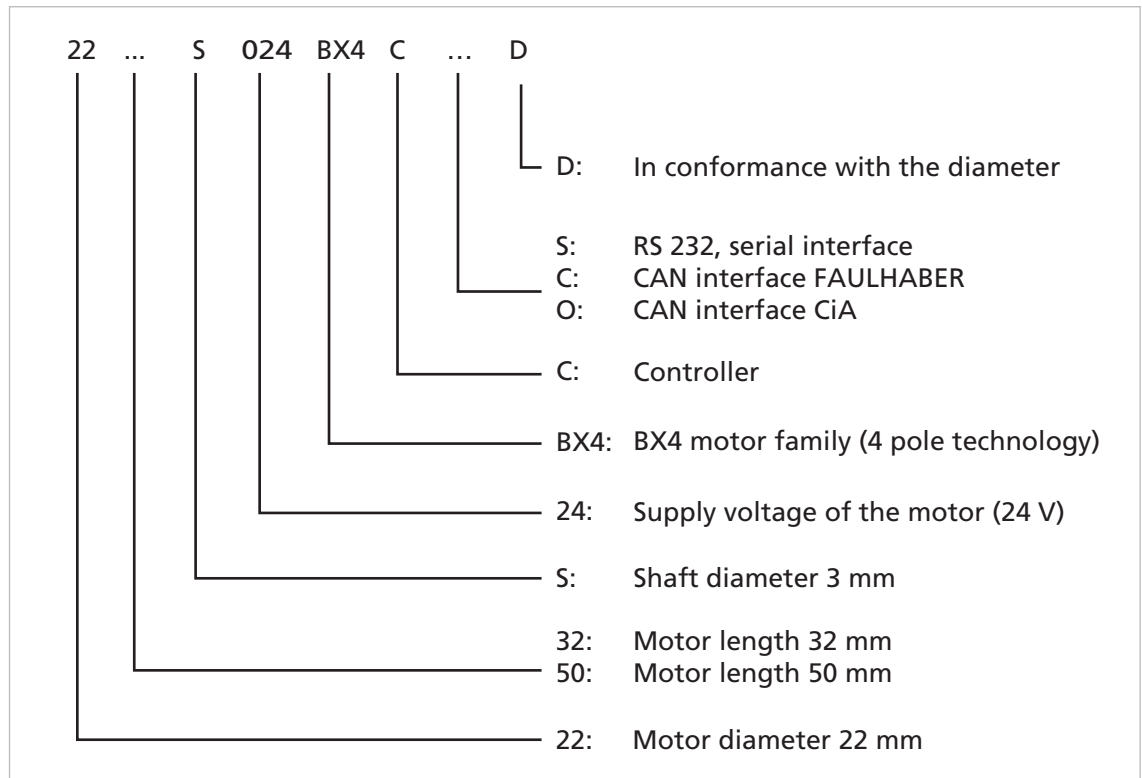 22 ... S 024 BX4 C ... D
D: In conformance with the diameter
S: RS 232, serial interface
C: CAN interface FAULHABER
O: CAN interface CiA
C: Controller
BX4: BX4 motor family (4 pole technology)
24: Supply voltage of the motor (24 V)
S: Shaft diameter 3 mm
32: Motor length 32 mm
50: Motor length 50 mm
22: Motor diameter 22 mm